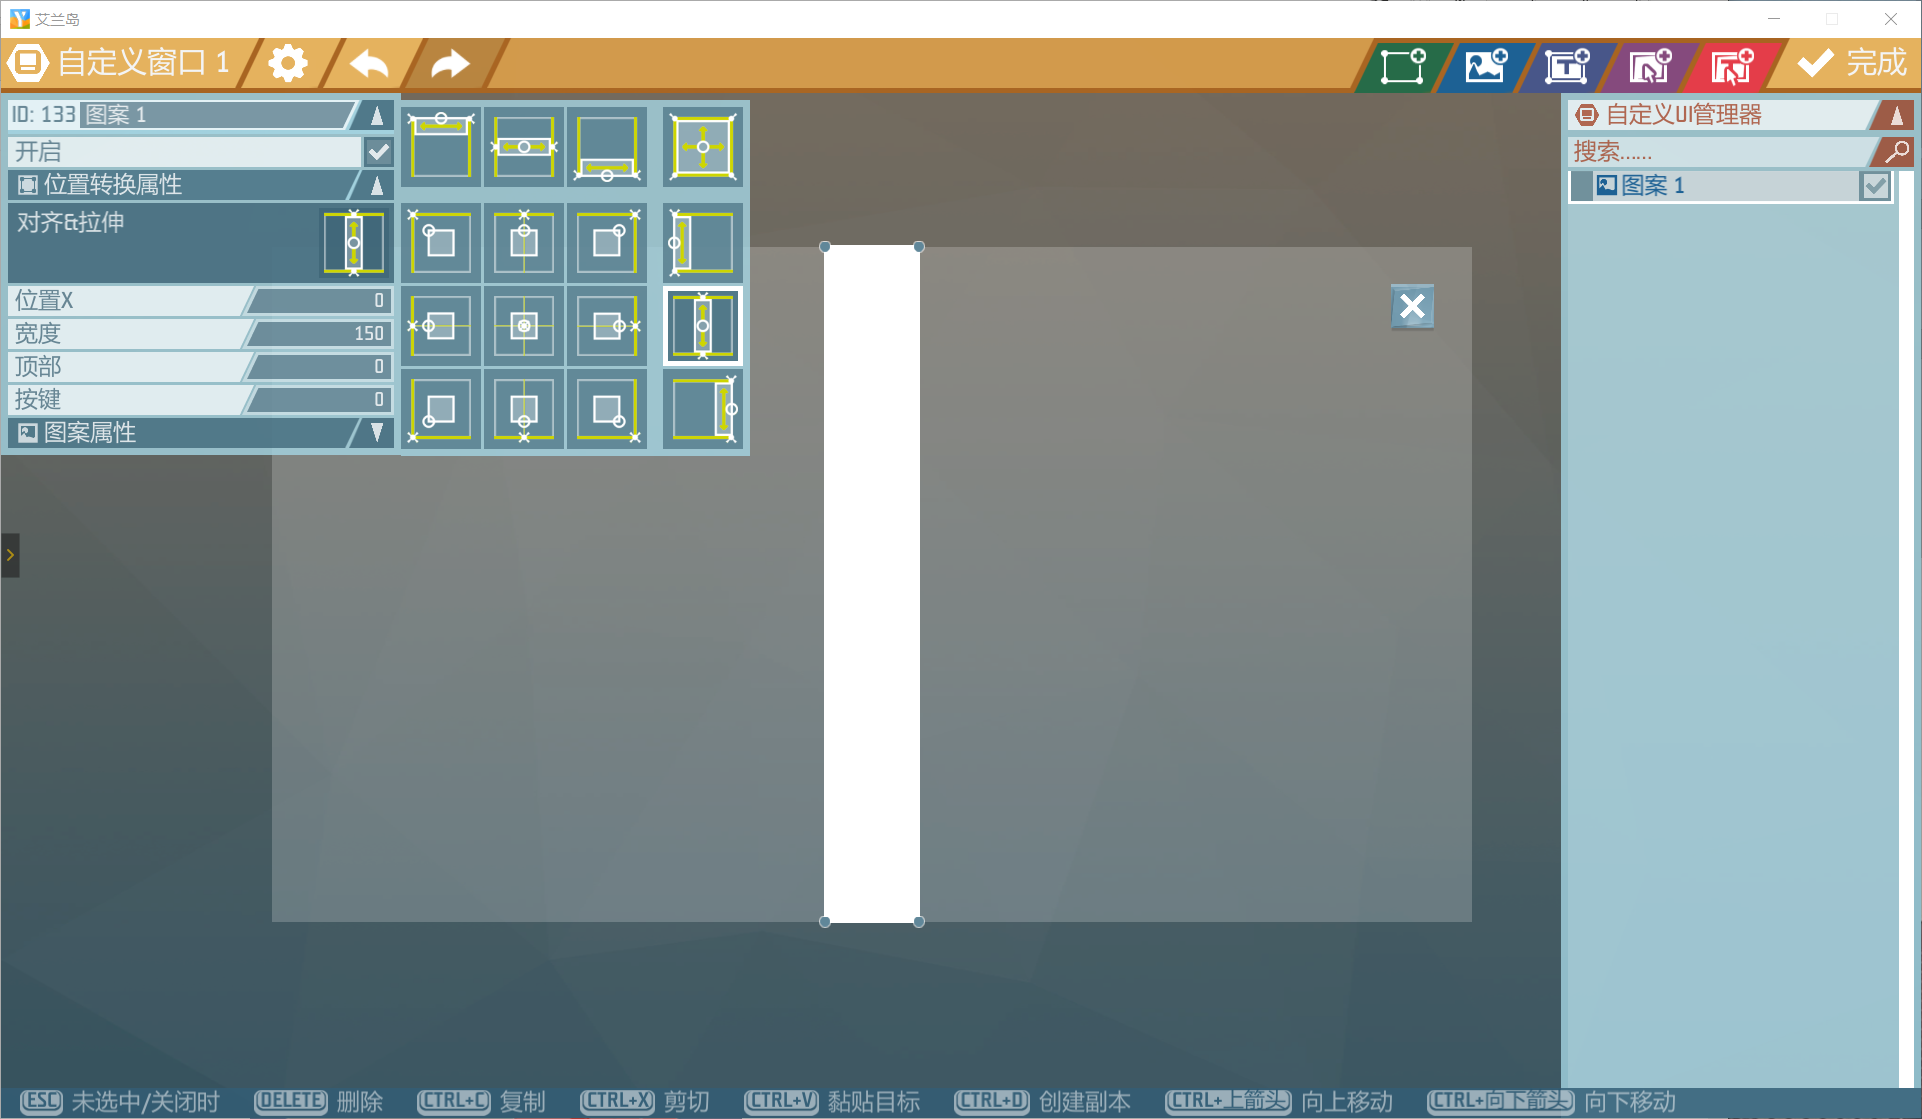 艾兰岛
自定义窗口 1
完成
ID: 133 图案 1
开启
位置转换属性
对齐&拉伸
位置X 0
宽度 150
顶部 0
按键 0
图案属性
自定义UI管理器
搜索......
图案 1
ESC 未选中/关闭时 DELETE 删除 CTRL+C 复制 CTRL+X 剪切 CTRL+V 黏贴目标 CTRL+D 创建副本 CTRL+上箭头 向上移动 CTRL+向下箭头 向下移动